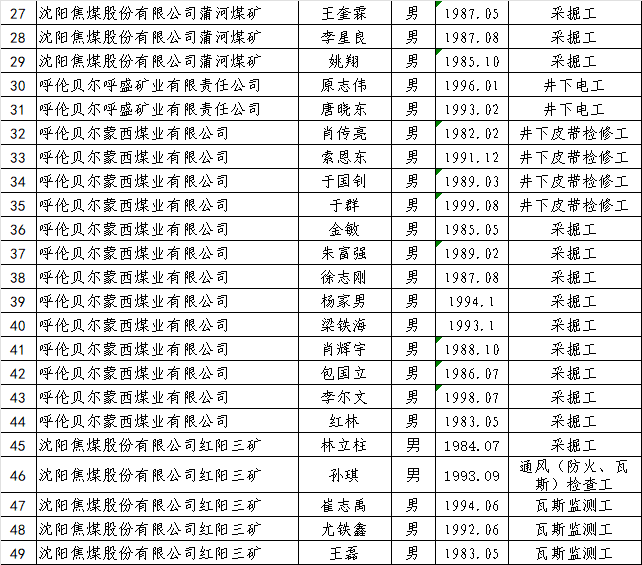 27 沈阳焦煤股份有限公司蒲河煤矿 王奎霖 男 1987.05 采掘工
28 沈阳焦煤股份有限公司蒲河煤矿 李星良 男 1987.08 采掘工
29 沈阳焦煤股份有限公司蒲河煤矿 姚翔 男 1985.10 采掘工
30 呼伦贝尔呼盛矿业有限责任公司 原志伟 男 1996.01 井下电工
31 呼伦贝尔呼盛矿业有限责任公司 唐晓东 男 1993.02 井下电工
32 呼伦贝尔蒙西煤业有限公司 肖传亮 男 1982.02 井下皮带检修工
33 呼伦贝尔蒙西煤业有限公司 索恩东 男 1991.12 井下皮带检修工
34 呼伦贝尔蒙西煤业有限公司 于国钊 男 1989.03 井下皮带检修工
35 呼伦贝尔蒙西煤业有限公司 于群 男 1999.08 井下皮带检修工
36 呼伦贝尔蒙西煤业有限公司 金敏 男 1985.05 采掘工
37 呼伦贝尔蒙西煤业有限公司 朱富强 男 1989.02 采掘工
38 呼伦贝尔蒙西煤业有限公司 徐志刚 男 1987.08 采掘工
39 呼伦贝尔蒙西煤业有限公司 杨家男 男 1994.1 采掘工
40 呼伦贝尔蒙西煤业有限公司 梁铁海 男 1993.1 采掘工
41 呼伦贝尔蒙西煤业有限公司 肖辉宇 男 1988.10 采掘工
42 呼伦贝尔蒙西煤业有限公司 包国立 男 1986.07 采掘工
43 呼伦贝尔蒙西煤业有限公司 李尔文 男 1998.07 采掘工
44 呼伦贝尔蒙西煤业有限公司 红林 男 1983.05 采掘工
45 沈阳焦煤股份有限公司红阳三矿 林立柱 男 1984.07 采掘工
46 沈阳焦煤股份有限公司红阳三矿 孙琪 男 1993.09 通风（防火、瓦
斯）检查工
47 沈阳焦煤股份有限公司红阳三矿 崔志禹 男 1994.06 瓦斯监测工
48 沈阳焦煤股份有限公司红阳三矿 尤铁鑫 男 1992.06 瓦斯监测工
49 沈阳焦煤股份有限公司红阳三矿 王磊 男 1983.05 瓦斯监测工